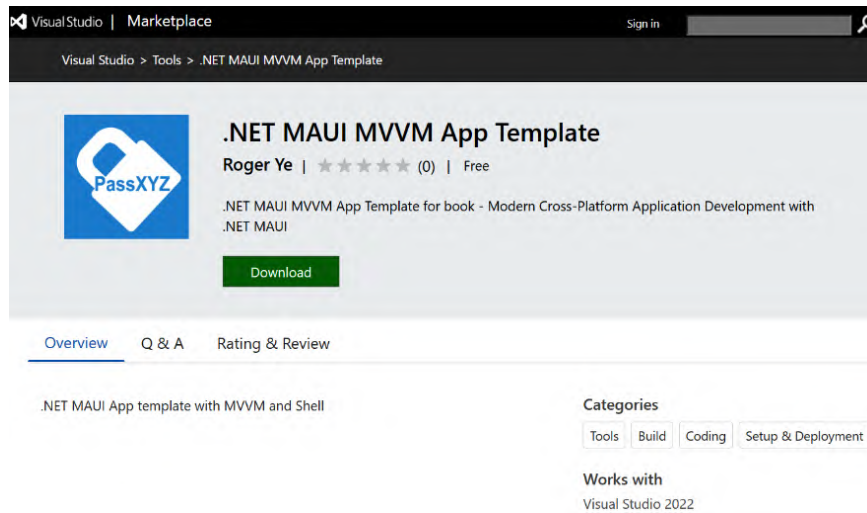 Visual Studio | Marketplace
Sign in
Visual Studio > Tools > .NET MAUI MVVM App Template
PassXYZ
.NET MAUI MVVM App Template
Roger Ye | ★★★★★ (0) | Free
.NET MAUI MVVM App Template for book - Modern Cross-Platform Application Development with
.NET MAUI
Download
Overview Q & A Rating & Review
.NET MAUI App template with MVVM and Shell
Categories
Tools Build Coding Setup & Deployment
Works with
Visual Studio 2022